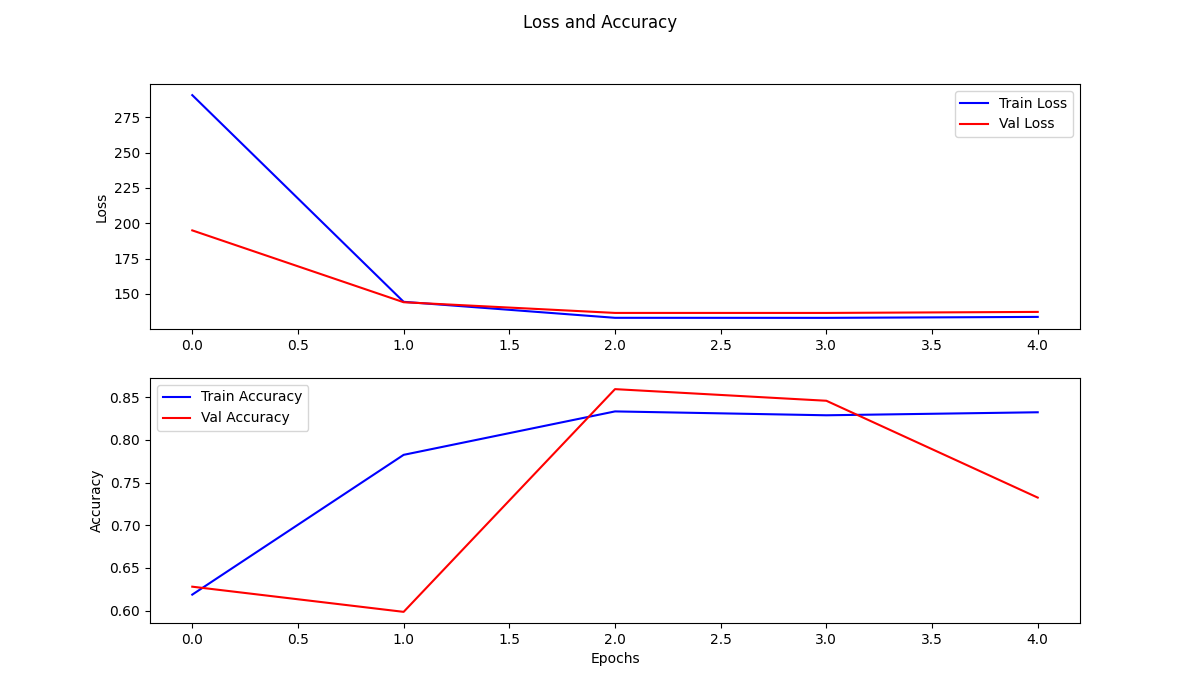 Loss and Accuracy
275
250
225
200
175
150
Loss
Train Loss
Val Loss
0.0 0.5 1.0 1.5 2.0 2.5 3.0 3.5 4.0
0.85
0.80
0.75
0.70
0.65
0.60
Accuracy
Train Accuracy
Val Accuracy
0.0 0.5 1.0 1.5 2.0 2.5 3.0 3.5 4.0
Epochs